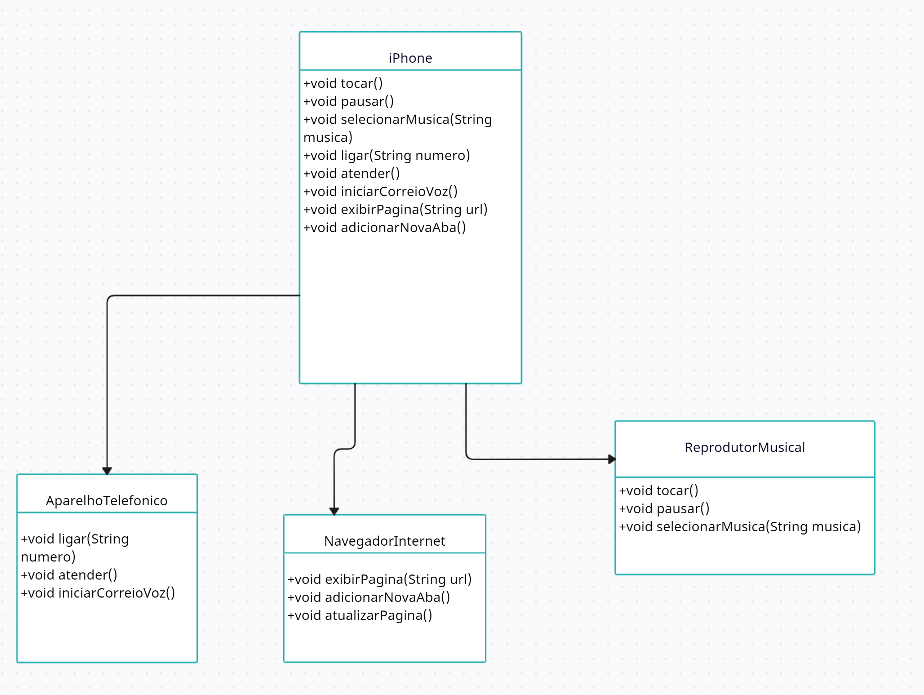 iPhone
+void tocar()
+void pausar()
+void selecionarMusica(String
musica)
+void ligar(String numero)
+void atender()
+void iniciarCorreioVoz()
+void exibirPagina(String url)
+void adicionarNovaAba()
AparelhoTelefonico
+void ligar(String
numero)
+void atender()
+void iniciarCorreioVoz()
NavegadorInternet
+void exibirPagina(String url)
+void adicionarNovaAba()
+void atualizarPagina()
ReprodutorMusical
+void tocar()
+void pausar()
+void selecionarMusica(String musica)